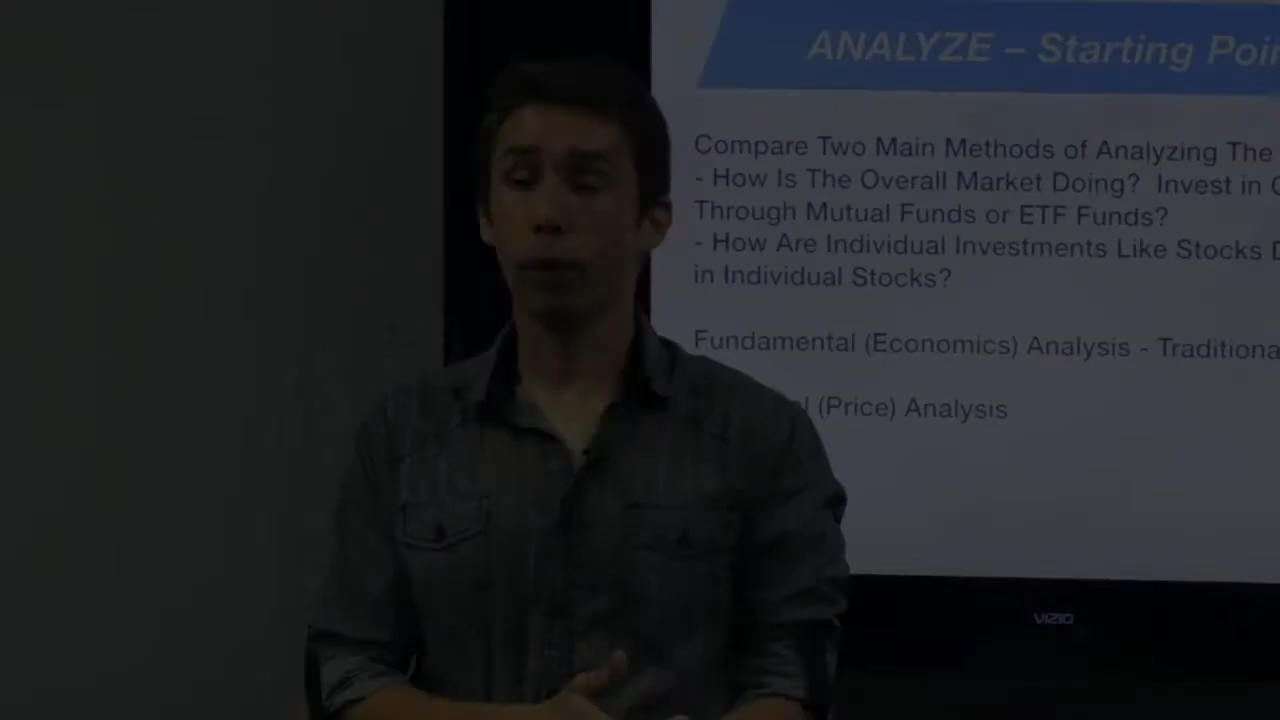 ANALYZE – Starting
Compare Two Main Methods of Analyzing The
- How Is The Overall Market Doing? Invest in
Through Mutual Funds or ETF Funds?
- How Are Individual Investments Like Stocks
in Individual Stocks?
Fundamental (Economics) Analysis - Traditiona
(Price) Analysis
VIZIO